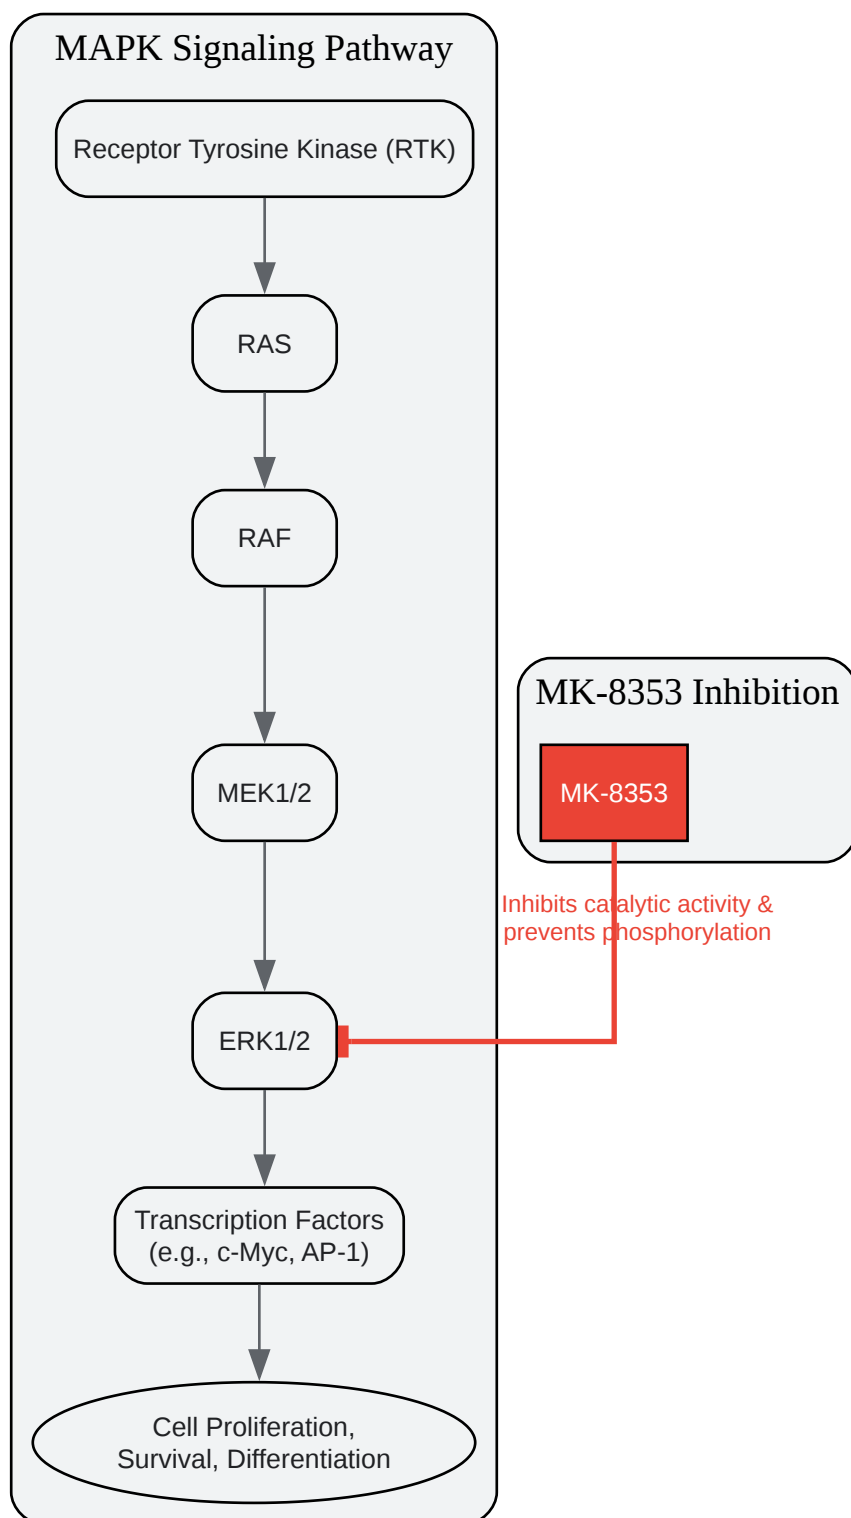 MAPK Signaling Pathway
Receptor Tyrosine Kinase (RTK)
RAS
RAF
MEK1/2
ERK1/2
Transcription Factors
(e.g., c-Myc, AP-1)
Cell Proliferation,
Survival, Differentiation
MK-8353 Inhibition
MK-8353
Inhibits catalytic activity &
prevents phosphorylation